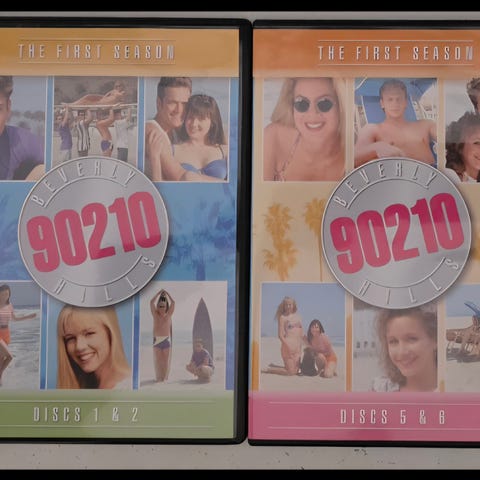 THE FIRST SEASON
BEVERLY
90210
HILLS
DISCS 1 & 2
THE FIRST SEASON
BEVERLY
90210
HILLS
DISCS 5 & 6